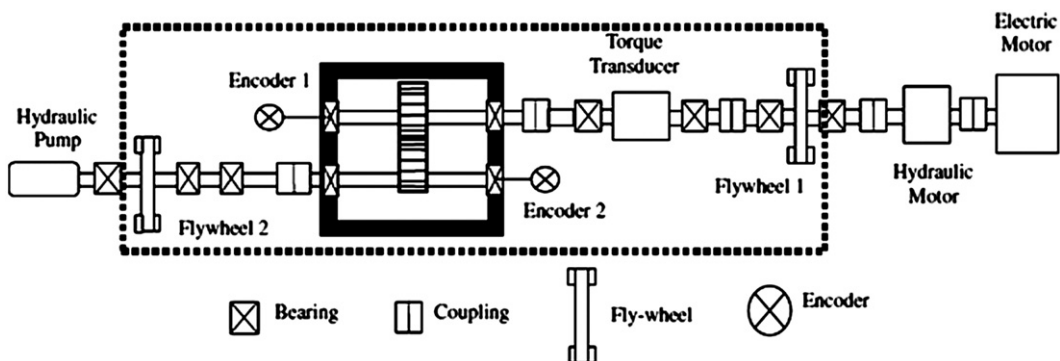 Electric
Motor
Torque
Transducer
Encoder 1
Hydraulic
Pump
Flywheel 1
Hydraulic
Motor
Encoder 2
Flywheel 2
Bearing
Coupling
Fly-wheel
Encoder